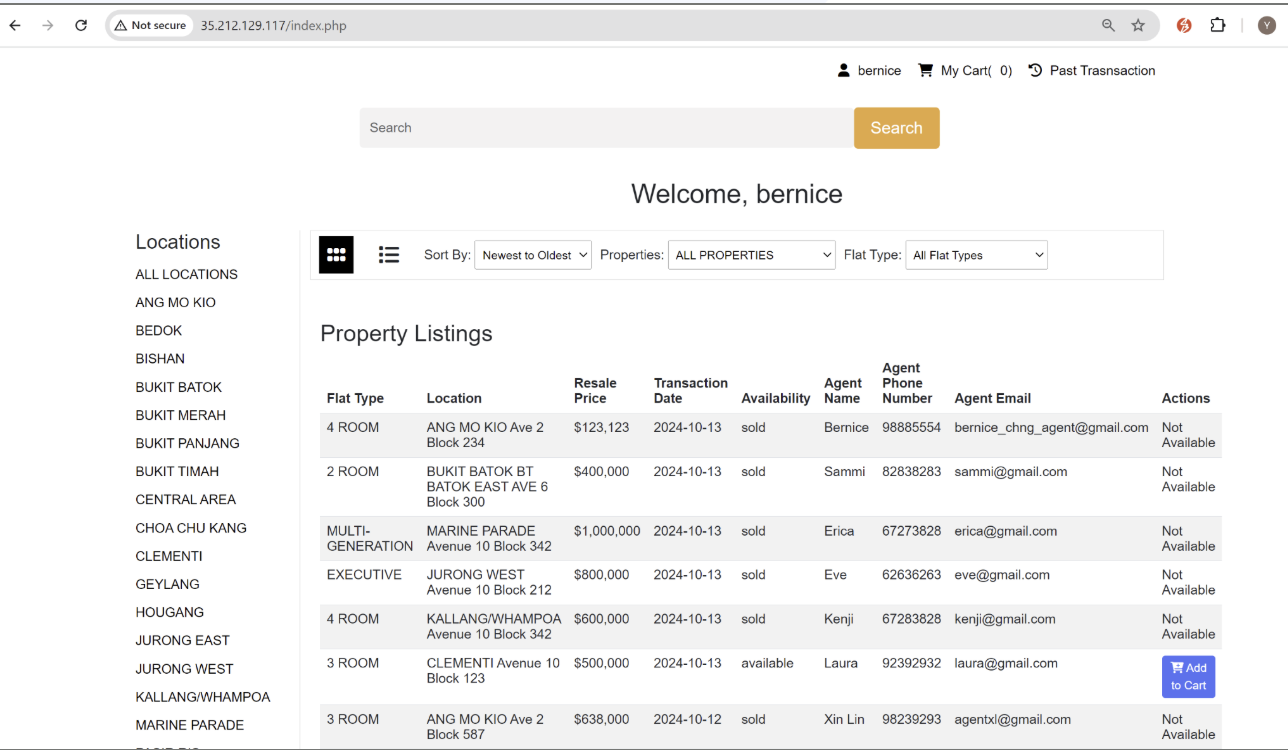 Not secure 35.212.129.117/index.php Y
bernice My Cart( 0) Past Trasnsaction
Search Search
Welcome, bernice
Locations
ALL LOCATIONS
ANG MO KIO
BEDOK
BISHAN
BUKIT BATOK
BUKIT MERAH
BUKIT PANJANG
BUKIT TIMAH
CENTRAL AREA
CHOA CHU KANG
CLEMENTI
GEYLANG
HOUGANG
JURONG EAST
JURONG WEST
KALLANG/WHAMPOA
MARINE PARADE
Sort By: Newest to Oldest Properties: ALL PROPERTIES Flat Type: All Flat Types
Property Listings
Flat Type Location Resale Price Transaction Date Availability Agent Name Agent Phone Number Agent Email Actions
4 ROOM ANG MO KIO Ave 2 Block 234 $123,123 2024-10-13 sold Bernice 98885554 bernice_chng_agent@gmail.com Not Available
2 ROOM BUKIT BATOK BT BATOK EAST AVE 6 Block 300 $400,000 2024-10-13 sold Sammi 82838283 sammi@gmail.com Not Available
MULTI-GENERATION MARINE PARADE Avenue 10 Block 342 $1,000,000 2024-10-13 sold Erica 67273828 erica@gmail.com Not Available
EXECUTIVE JURONG WEST Avenue 10 Block 212 $800,000 2024-10-13 sold Eve 62636263 eve@gmail.com Not Available
4 ROOM KALLANG/WHAMPOA Avenue 10 Block 342 $600,000 2024-10-13 sold Kenji 67283828 kenji@gmail.com Not Available
3 ROOM CLEMENTI Avenue 10 Block 123 $500,000 2024-10-13 available Laura 92392932 laura@gmail.com Add to Cart
3 ROOM ANG MO KIO Ave 2 Block 587 $638,000 2024-10-12 sold Xin Lin 98239293 agentxl@gmail.com Not Available